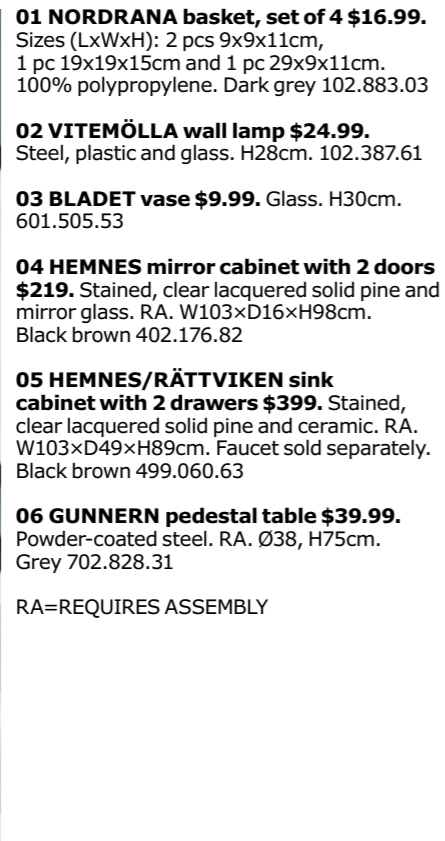 01 NORDRANA basket, set of 4 $16.99.
Sizes (LxWxH): 2 pcs 9x9x11cm,
1 pc 19x19x15cm and 1 pc 29x9x11cm.
100% polypropylene. Dark grey 102.883.03
02 VITEMÖLLA wall lamp $24.99.
Steel, plastic and glass. H28cm. 102.387.61
03 BLADET vase $9.99. Glass. H30cm.
601.505.53
04 HEMNES mirror cabinet with 2 doors
$219. Stained, clear lacquered solid pine and
mirror glass. RA. W103×D16×H98cm.
Black brown 402.176.82
05 HEMNES/RÄTTVIKEN sink
cabinet with 2 drawers $399. Stained,
clear lacquered solid pine and ceramic. RA.
W103×D49×H89cm. Faucet sold separately.
Black brown 499.060.63
06 GUNNERN pedestal table $39.99.
Powder-coated steel. RA. Ø38, H75cm.
Grey 702.828.31
RA=REQUIRES ASSEMBLY